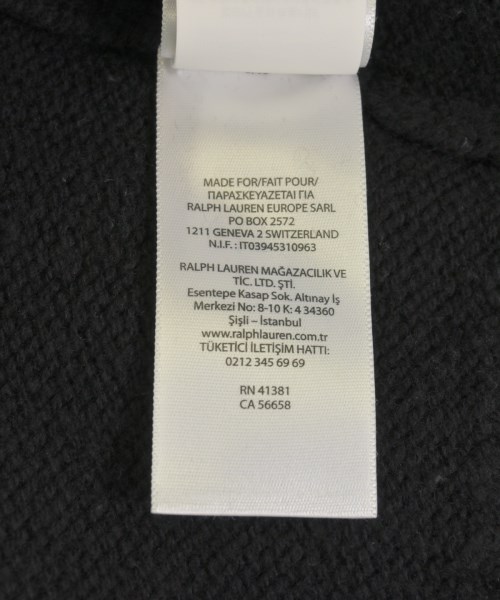 MADE FOR/FAIT POUR/
ΠΑΡΑΣΚΕΥΑΖΕΤΑΙ ΓΙΑ
RALPH LAUREN EUROPE SARL
PO BOX 2572
1211 GENEVA 2 SWITZERLAND
N.I.F. : IT03945310963
RALPH LAUREN MAĞAZACILIK VE
TİC. LTD. ŞTİ.
Esentepe Kasap Sok. Altınay İş
Merkezi No: 8-10 K: 4 34360
Şişli – İstanbul
www.ralphlauren.com.tr
TÜKETİCİ İLETİŞİM HATTI:
0212 345 69 69
RN 41381
CA 56658